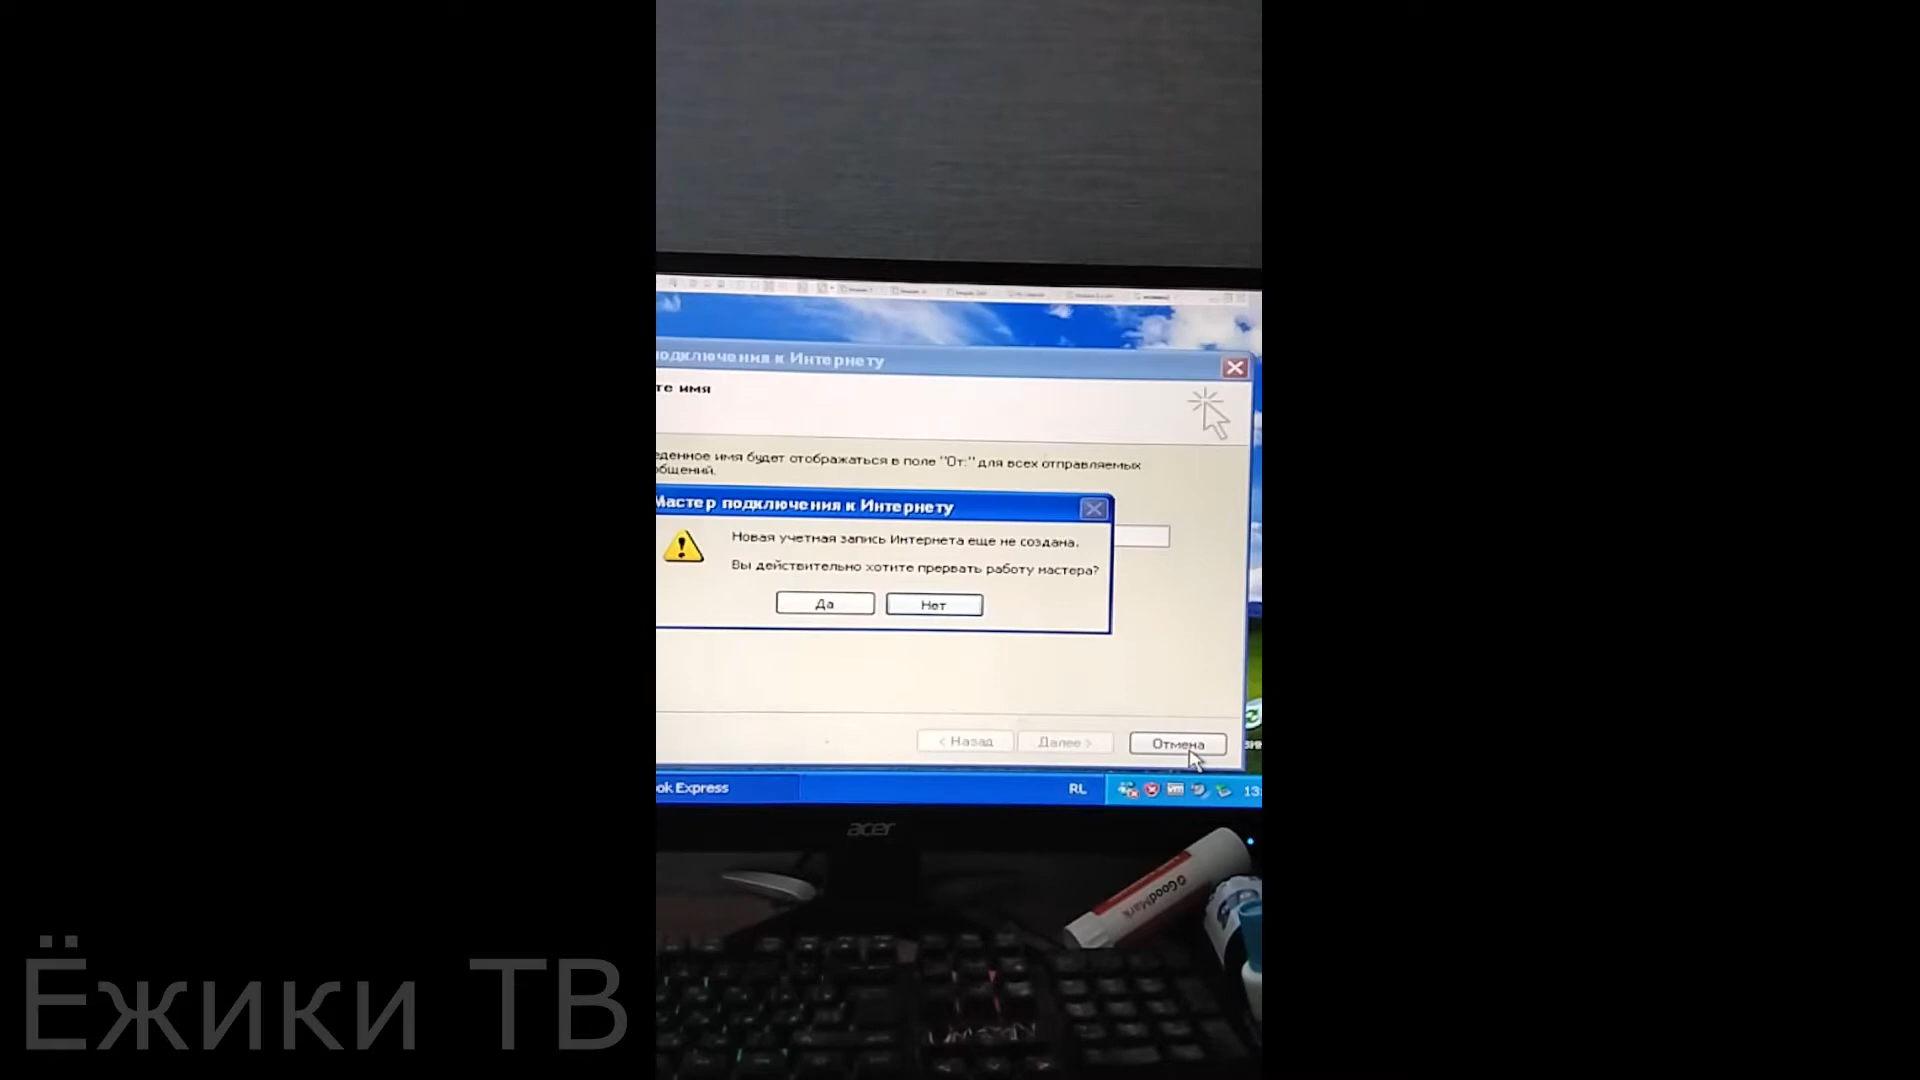 одключения к Интернету
те имя
еденное имя будет отображаться в поле "От:" для всех отправляемых
общений.
Мастер подключения к Интернету
Новая учетная запись Интернета еще не создана.
Вы действительно хотите прервать работу мастера?
Да
Нет
< Назад
Далее >
Отмена
ok Express
RL
13:
acer
GoodMark
Ёжики ТВ